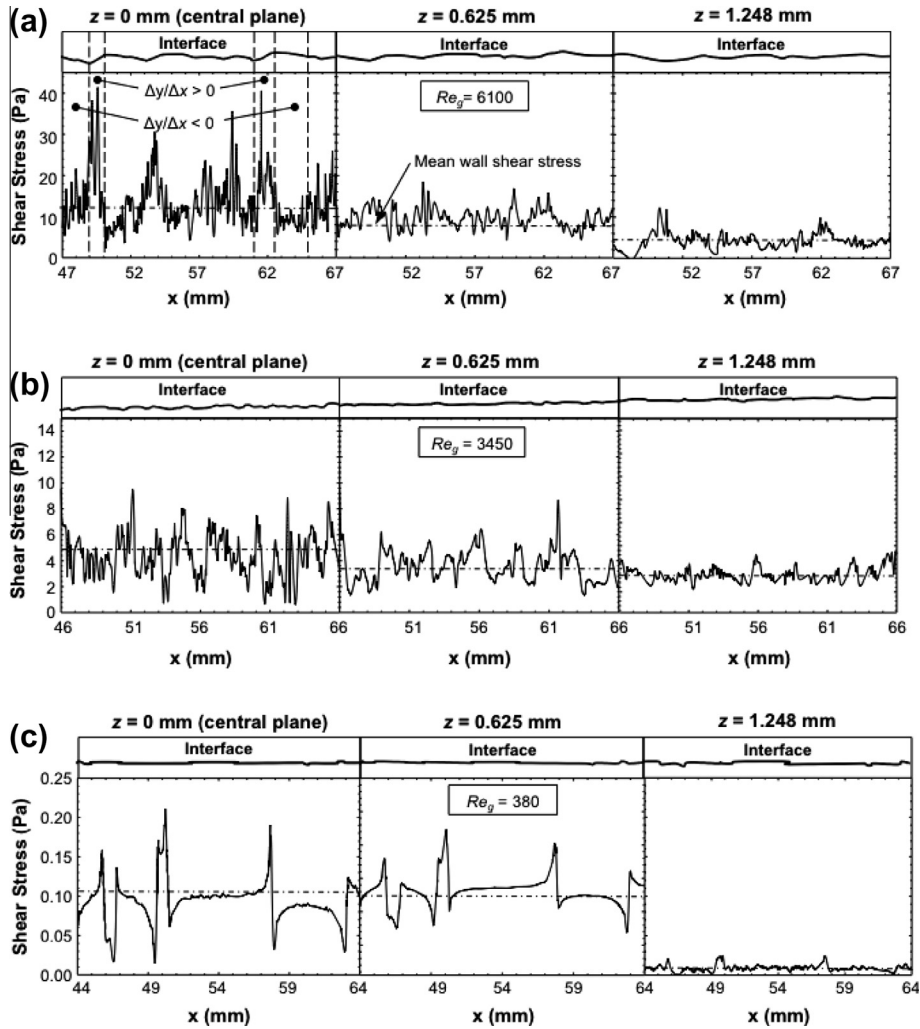 (a)
z = 0 mm (central plane) z = 0.625 mm z = 1.248 mm
Interface Interface Interface
Δy/Δx > 0
Δy/Δx < 0
Re_g = 6100
Mean wall shear stress
Shear Stress (Pa)
40
30
20
10
0
47 52 57 62 67 52 57 62 67 52 57 62 67
x (mm) x (mm) x (mm)
(b)
z = 0 mm (central plane) z = 0.625 mm z = 1.248 mm
Interface Interface Interface
Re_g = 3450
Shear Stress (Pa)
14
12
10
8
6
4
2
0
46 51 56 61 66 51 56 61 66 51 56 61 66
x (mm) x (mm) x (mm)
(c)
z = 0 mm (central plane) z = 0.625 mm z = 1.248 mm
Interface Interface Interface
Re_g = 380
Shear Stress (Pa)
0.25
0.20
0.15
0.10
0.05
0.00
44 49 54 59 64 49 54 59 64 49 54 59 64
x (mm) x (mm) x (mm)